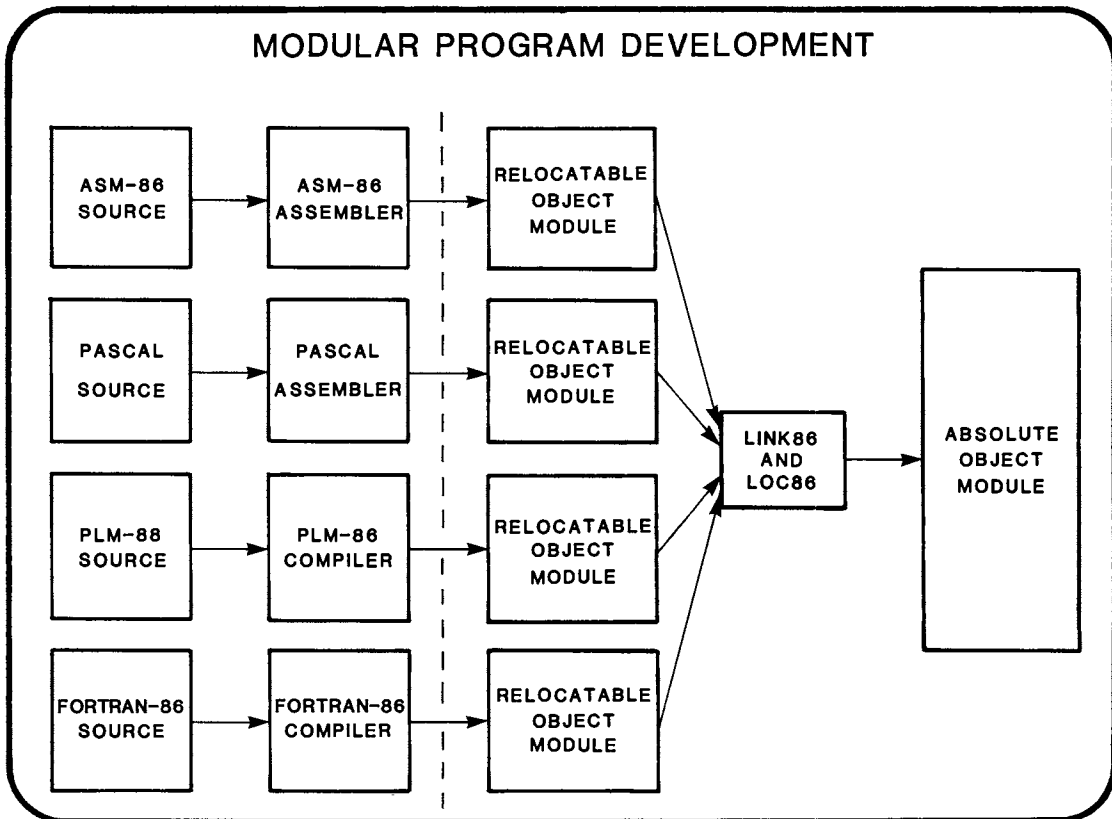 MODULAR PROGRAM DEVELOPMENT
ASM-86
SOURCE
ASM-86
ASSEMBLER
RELOCATABLE
OBJECT
MODULE
PASCAL
SOURCE
PASCAL
ASSEMBLER
RELOCATABLE
OBJECT
MODULE
PLM-88
SOURCE
PLM-86
COMPILER
RELOCATABLE
OBJECT
MODULE
FORTRAN-86
SOURCE
FORTRAN-86
COMPILER
RELOCATABLE
OBJECT
MODULE
LINK86
AND
LOC86
ABSOLUTE
OBJECT
MODULE